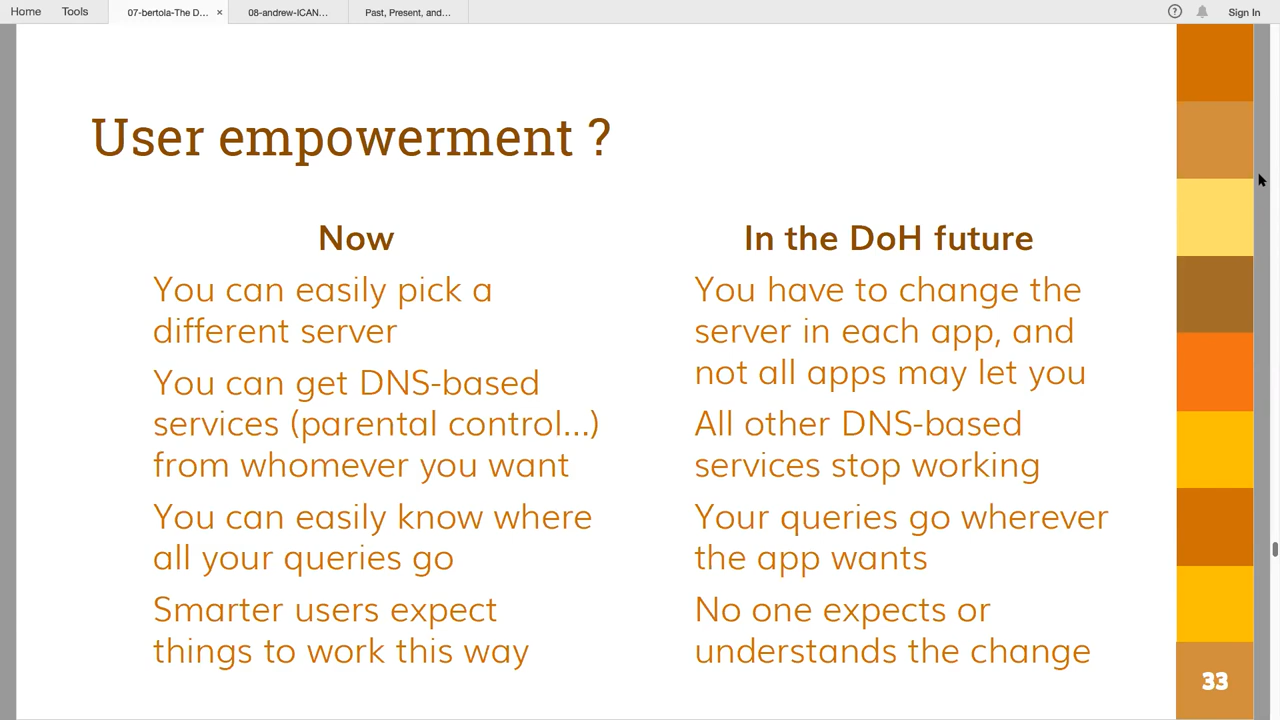 Home Tools 07-bertola-The D... × 08-andrew-ICAN... Past, Present, and... ? Sign In
User empowerment ?
Now
You can easily pick a
different server
You can get DNS-based
services (parental control...)
from whomever you want
You can easily know where
all your queries go
Smarter users expect
things to work this way
In the DoH future
You have to change the
server in each app, and
not all apps may let you
All other DNS-based
services stop working
Your queries go wherever
the app wants
No one expects or
understands the change
33